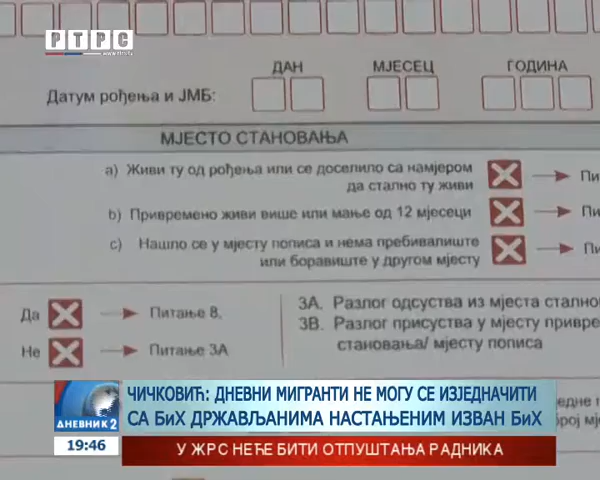 РТРС
www.rtrs.tv
ДАН МЈЕСЕЦ ГОДИНА
Датум рођења и ЈМБ:
МЈЕСТО СТАНОВАЊА
a) Живи ту од рођења или се доселило са намјером
да стално ту живи
b) Привремено живи више или мање од 12 мјесеци
c) Нашло се у мјесту пописа и нема пребивалиште
или боравиште у другом мјесту
Да Питање 8.
Не Питање 3А
3А. Разлог одсуства из мјеста
3В. Разлог присуства у мјесту
становања/ мјесту пописа
ЧИЧКОВИЋ: ДНЕВНИ МИГРАНТИ НЕ МОГУ СЕ ИЗЈЕДНАЧИТИ
СА БиХ ДРЖАВЉАНИМА НАСТАЊЕНИМ ИЗВАН БиХ
ДНЕВНИК 2
19:46
У ЖРС НЕЋЕ БИТИ ОТПУШТАЊА РАДНИКА